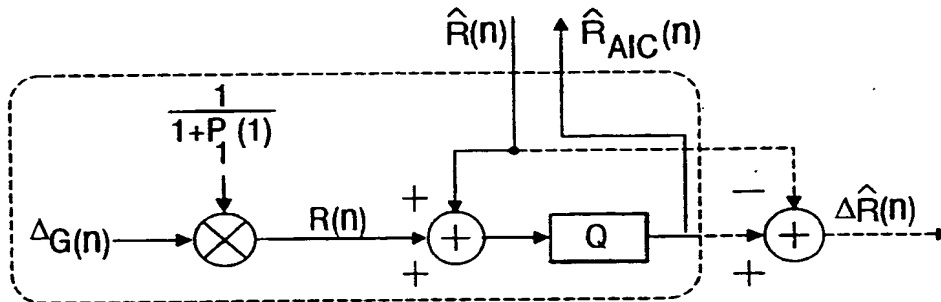 R̂(n) R̂AIC(n)
1
1+P1(1)
+ −
ΔG(n) R(n) + Q + ΔR̂(n)
+ +